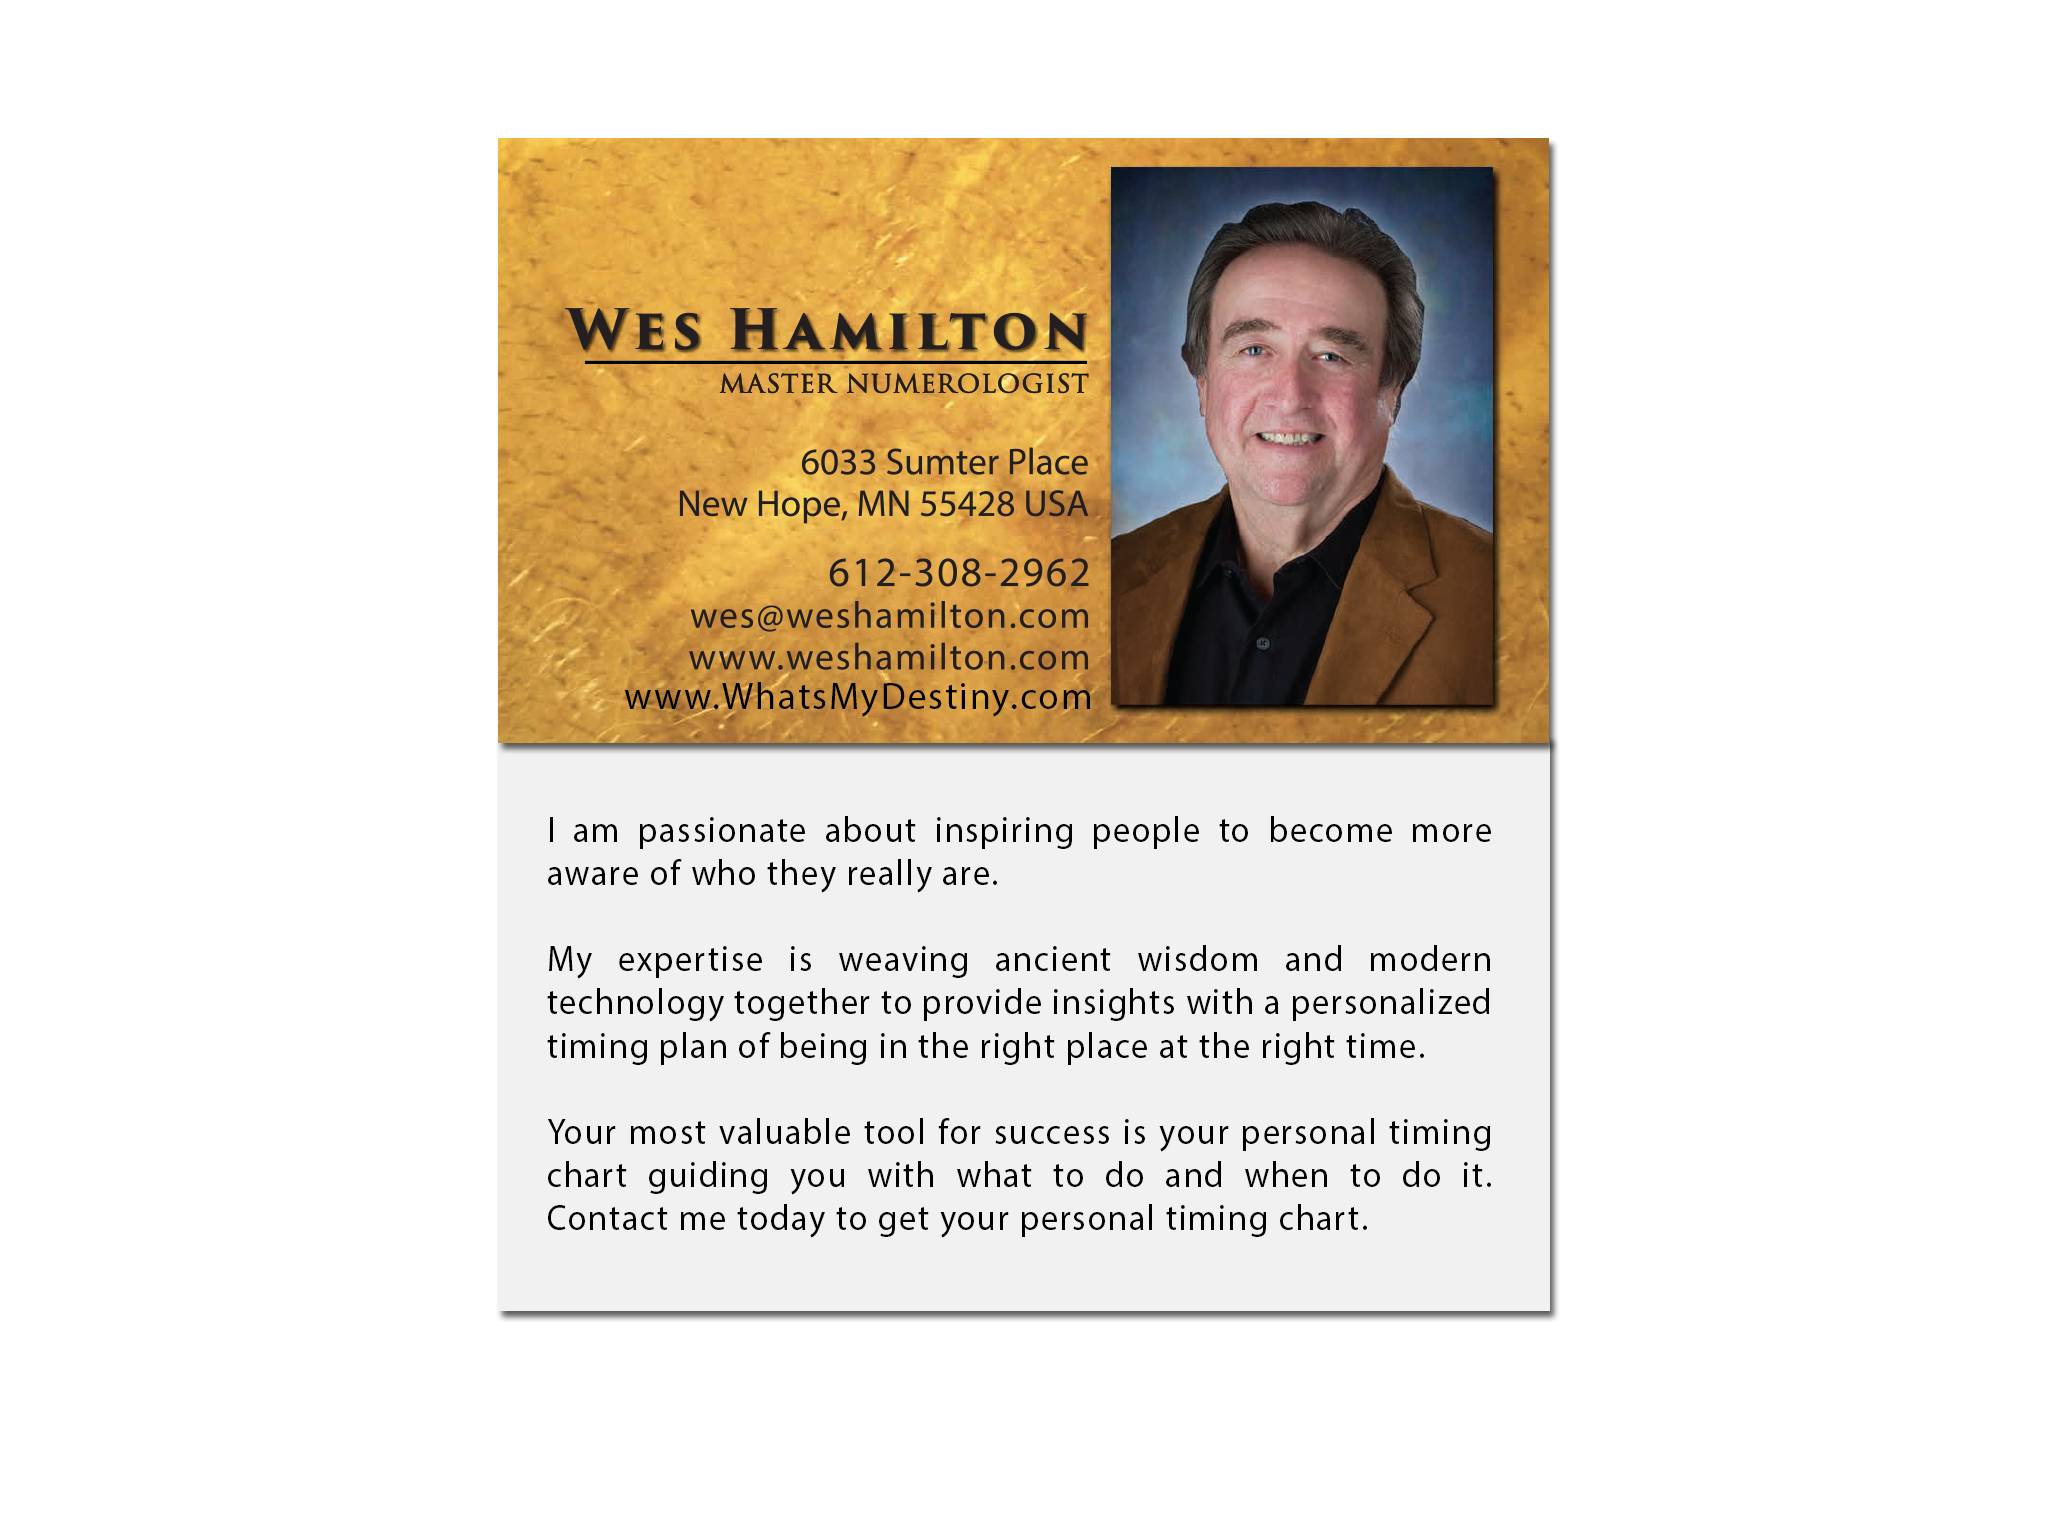 WES HAMILTON
MASTER NUMEROLOGIST
6033 Sumter Place
New Hope, MN 55428 USA
612-308-2962
wes@weshamilton.com
www.weshamilton.com
www.WhatsMyDestiny.com
I am passionate about inspiring people to become more
aware of who they really are.
My expertise is weaving ancient wisdom and modern
technology together to provide insights with a personalized
timing plan of being in the right place at the right time.
Your most valuable tool for success is your personal timing
chart guiding you with what to do and when to do it.
Contact me today to get your personal timing chart.